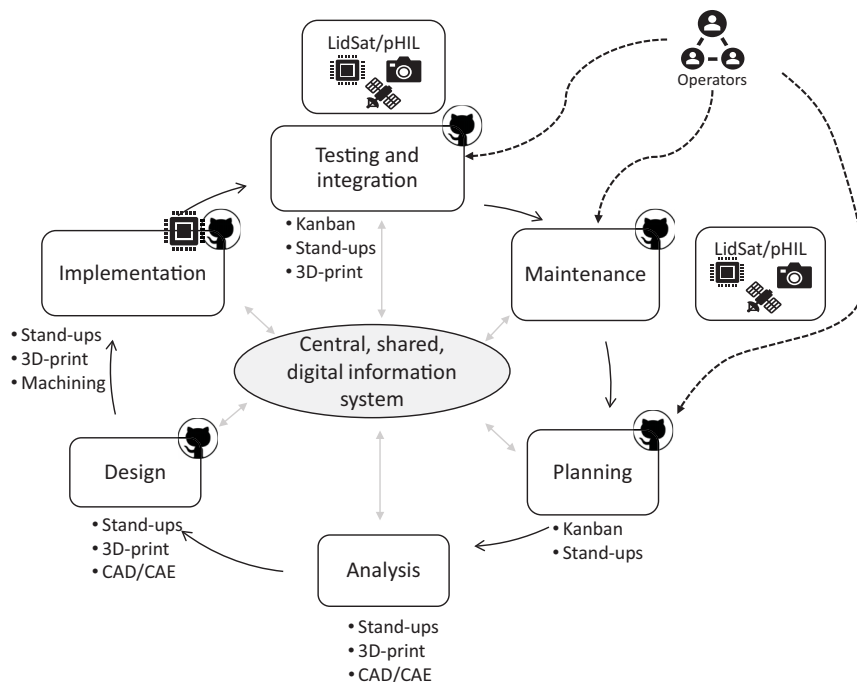 LidSat/pHIL
Operators
Testing and
integration
• Kanban
• Stand-ups
• 3D-print
Implementation
• Stand-ups
• 3D-print
• Machining
Maintenance
LidSat/pHIL
Central, shared,
digital information
system
Design
• Stand-ups
• 3D-print
• CAD/CAE
Planning
• Kanban
• Stand-ups
Analysis
• Stand-ups
• 3D-print
• CAD/CAE